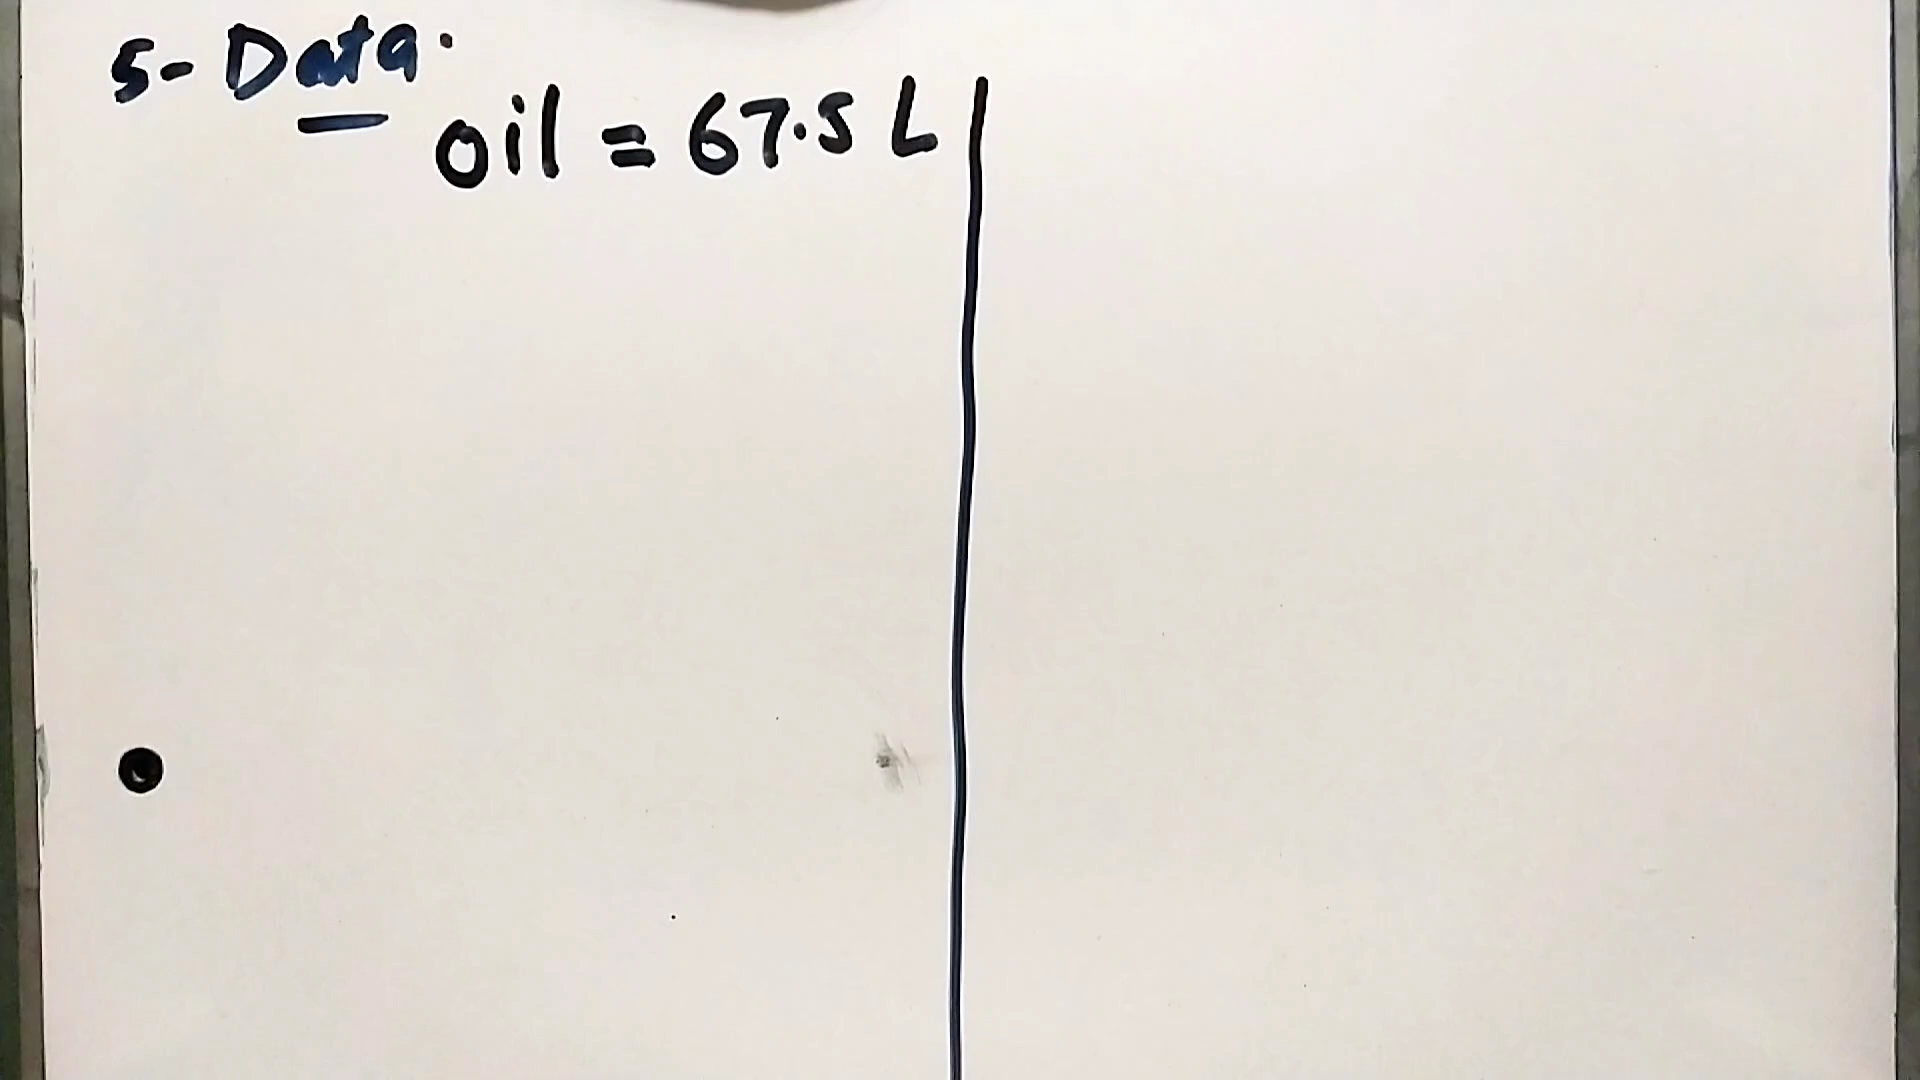 5- Data.
oil = 67.5 L